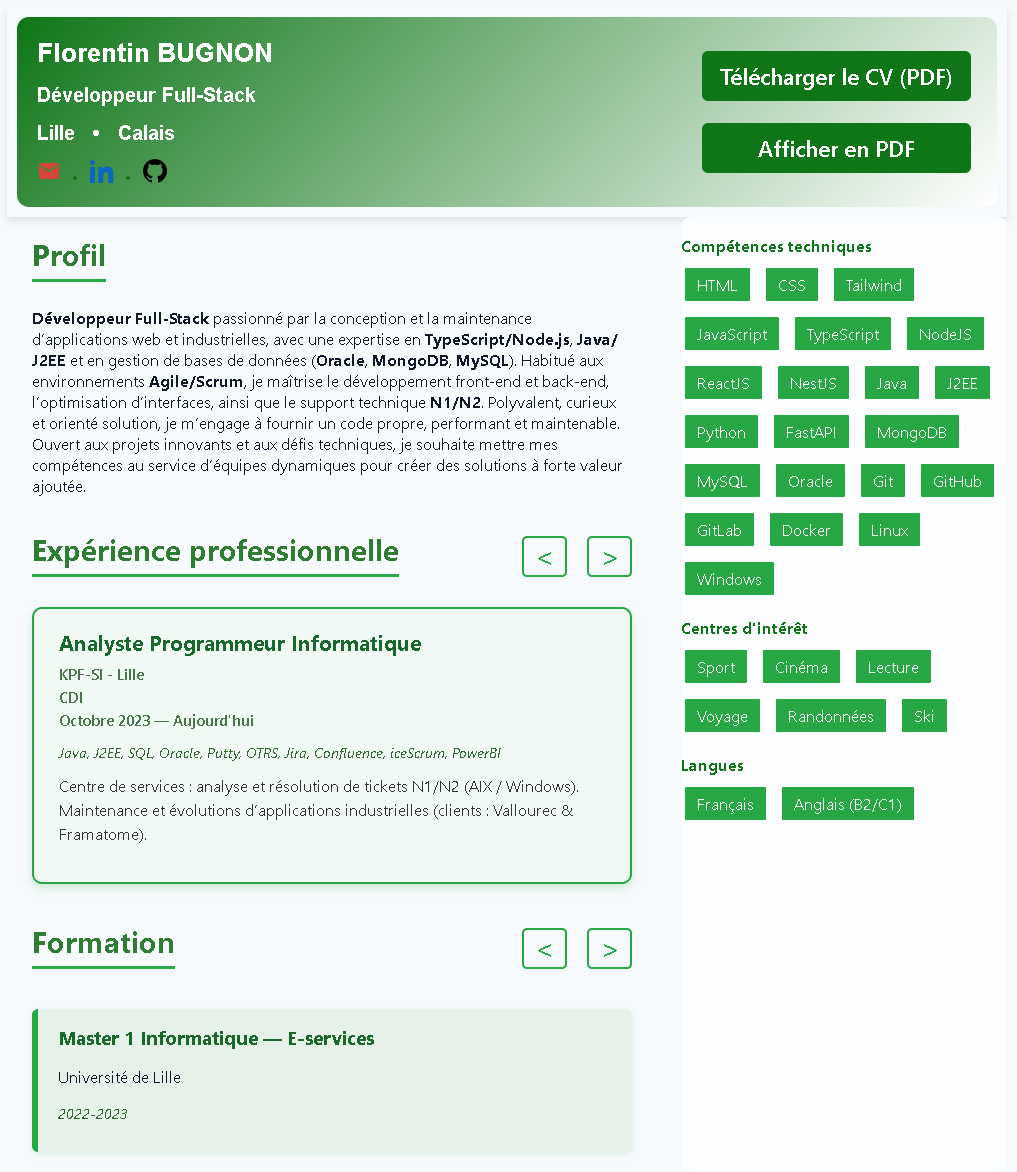 Florentin BUGNON
Développeur Full-Stack
Lille • Calais
Télécharger le CV (PDF)
Afficher en PDF
Profil
Développeur Full-Stack passionné par la conception et la maintenance
d’applications web et industrielles, avec une expertise en TypeScript/Node.js, Java/
J2EE et en gestion de bases de données (Oracle, MongoDB, MySQL). Habitué aux
environnements Agile/Scrum, je maîtrise le développement front-end et back-end,
l’optimisation d’interfaces, ainsi que le support technique N1/N2. Polyvalent, curieux
et orienté solution, je m’engage à fournir un code propre, performant et maintenable.
Ouvert aux projets innovants et aux défis techniques, je souhaite mettre mes
compétences au service d’équipes dynamiques pour créer des solutions à forte valeur
ajoutée.
Expérience professionnelle
< >
Analyste Programmeur Informatique
KPF-SI - Lille
CDI
Octobre 2023 — Aujourd'hui
Java, J2EE, SQL, Oracle, Putty, OTRS, Jira, Confluence, iceScrum, PowerBI
Centre de services : analyse et résolution de tickets N1/N2 (AIX / Windows).
Maintenance et évolutions d’applications industrielles (clients : Vallourec &
Framatome).
Formation
< >
Master 1 Informatique — E-services
Université de Lille
2022-2023
Compétences techniques
HTML CSS Tailwind
JavaScript TypeScript NodeJS
ReactJS NestJS Java J2EE
Python FastAPI MongoDB
MySQL Oracle Git GitHub
GitLab Docker Linux
Windows
Centres d'intérêt
Sport Cinéma Lecture
Voyage Randonnées Ski
Langues
Français Anglais (B2/C1)